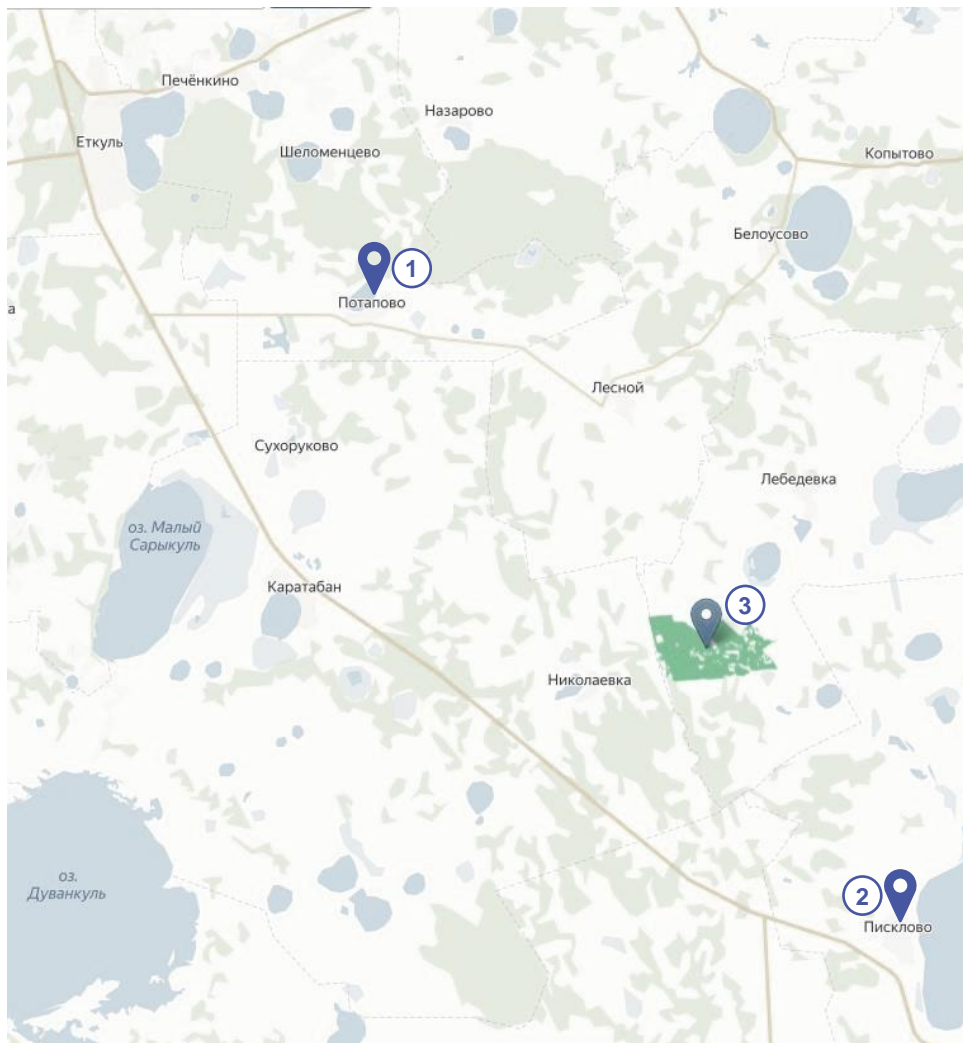 Печёнкино
Назарово
Еткуль
Шеломенцево
Копытово
Белоусово
1
Потапово
а
Лесной
Сухоруково
Лебедевка
оз. Малый
Сарыкуль
Каратабан
3
Николаевка
оз.
Дуванкуль
2
Писклово